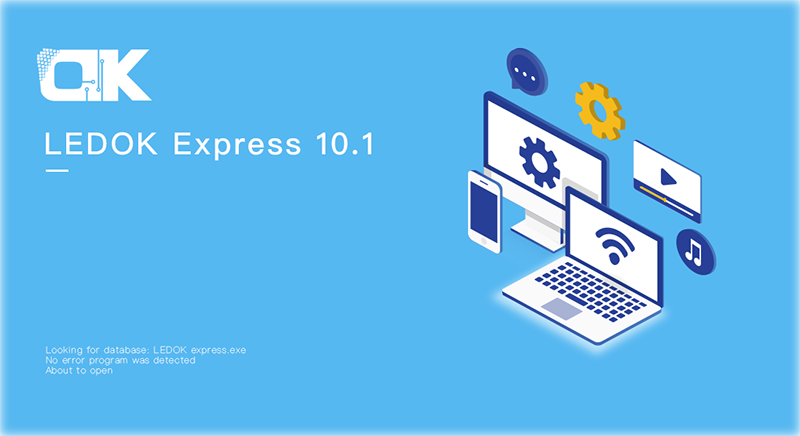 OK
LEDOK Express 10.1
Looking for database: LEDOK express.exe
No error program was detected
About to open